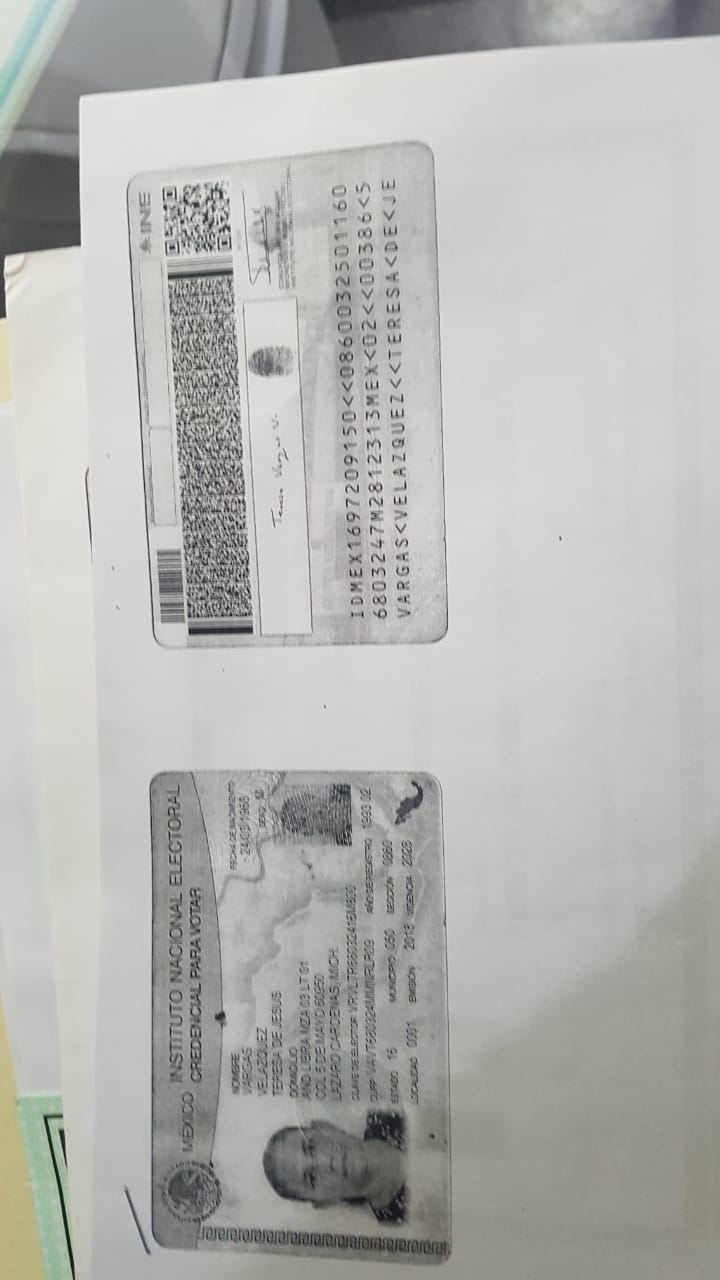 MÉXICO INSTITUTO NACIONAL ELECTORAL
CREDENCIAL PARA VOTAR
NOMBRE
VARGAS
VELAZQUEZ
TERESA DE JESUS
FECHA DE NACIMIENTO
24/03/1968
SEXO M
DOMICILIO
AND LIBRA MZA 03 LT 01
COL 5 DE MAYO 60950
LAZARO CARDENAS, MICH.
CLAVE DE ELECTOR VRVLTR68032416M600
CURP VAVT680324MMNRLR09 AÑO DE REGISTRO 1993 02
ESTADO 16 MUNICIPIO 050 SECCIÓN 0860
LOCALIDAD 0001 EMISIÓN 2018 VIGENCIA 2028
INE
Teresa Vargas V.
IDMEX1697209150<<0860032501160
6803247M2812313MEX<02<<00386<5
VARGAS<VELAZQUEZ<<TERESA<DE<JE